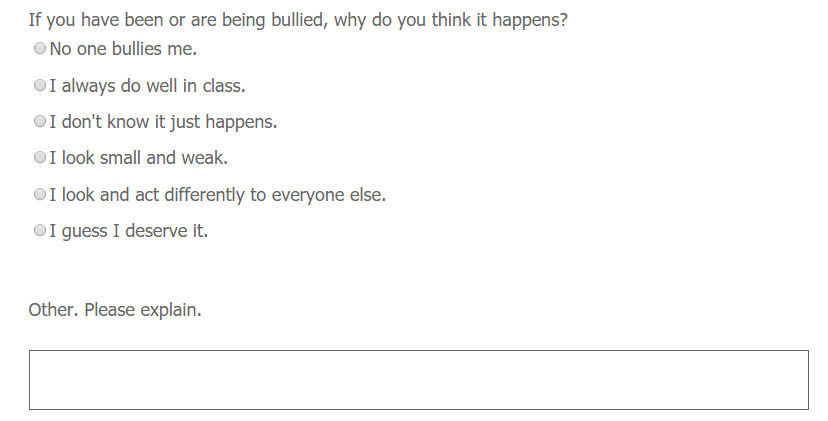 If you have been or are being bullied, why do you think it happens?
No one bullies me.
I always do well in class.
I don't know it just happens.
I look small and weak.
I look and act differently to everyone else.
I guess I deserve it.
Other. Please explain.